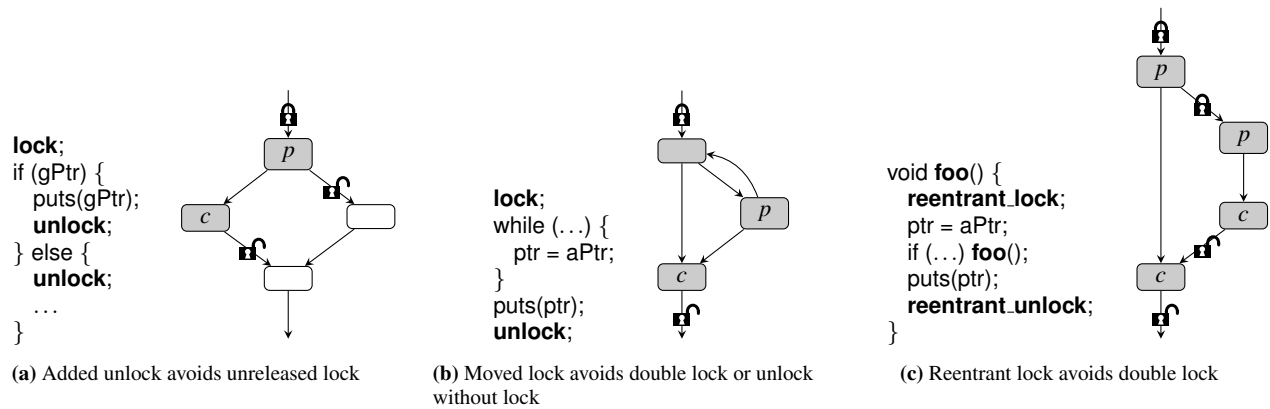 lock;
if (gPtr) {
puts(gPtr);
unlock;
} else {
unlock;
...
}
p
c
(a) Added unlock avoids unreleased lock
lock;
while (...) {
ptr = aPtr;
}
puts(ptr);
unlock;
p
c
(b) Moved lock avoids double lock or unlock
without lock
void foo() {
reentrant_lock;
ptr = aPtr;
if (...) foo();
puts(ptr);
reentrant_unlock;
}
p
p
c
c
(c) Reentrant lock avoids double lock